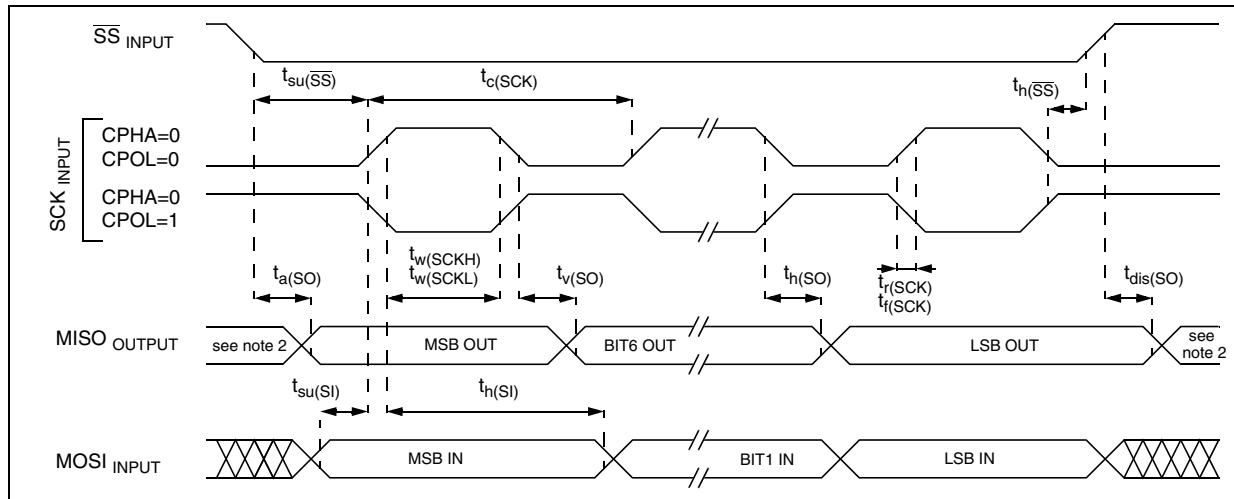 SS INPUT
tsu(SS)
tc(SCK)
th(SS)
SCK INPUT
CPHA=0
CPOL=0
CPHA=0
CPOL=1
ta(SO)
tw(SCKH)
tw(SCKL)
tv(SO)
th(SO)
tr(SCK)
tf(SCK)
tdis(SO)
MISO OUTPUT
see note 2
MSB OUT
BIT6 OUT
LSB OUT
see
note 2
tsu(SI)
th(SI)
MOSI INPUT
MSB IN
BIT1 IN
LSB IN